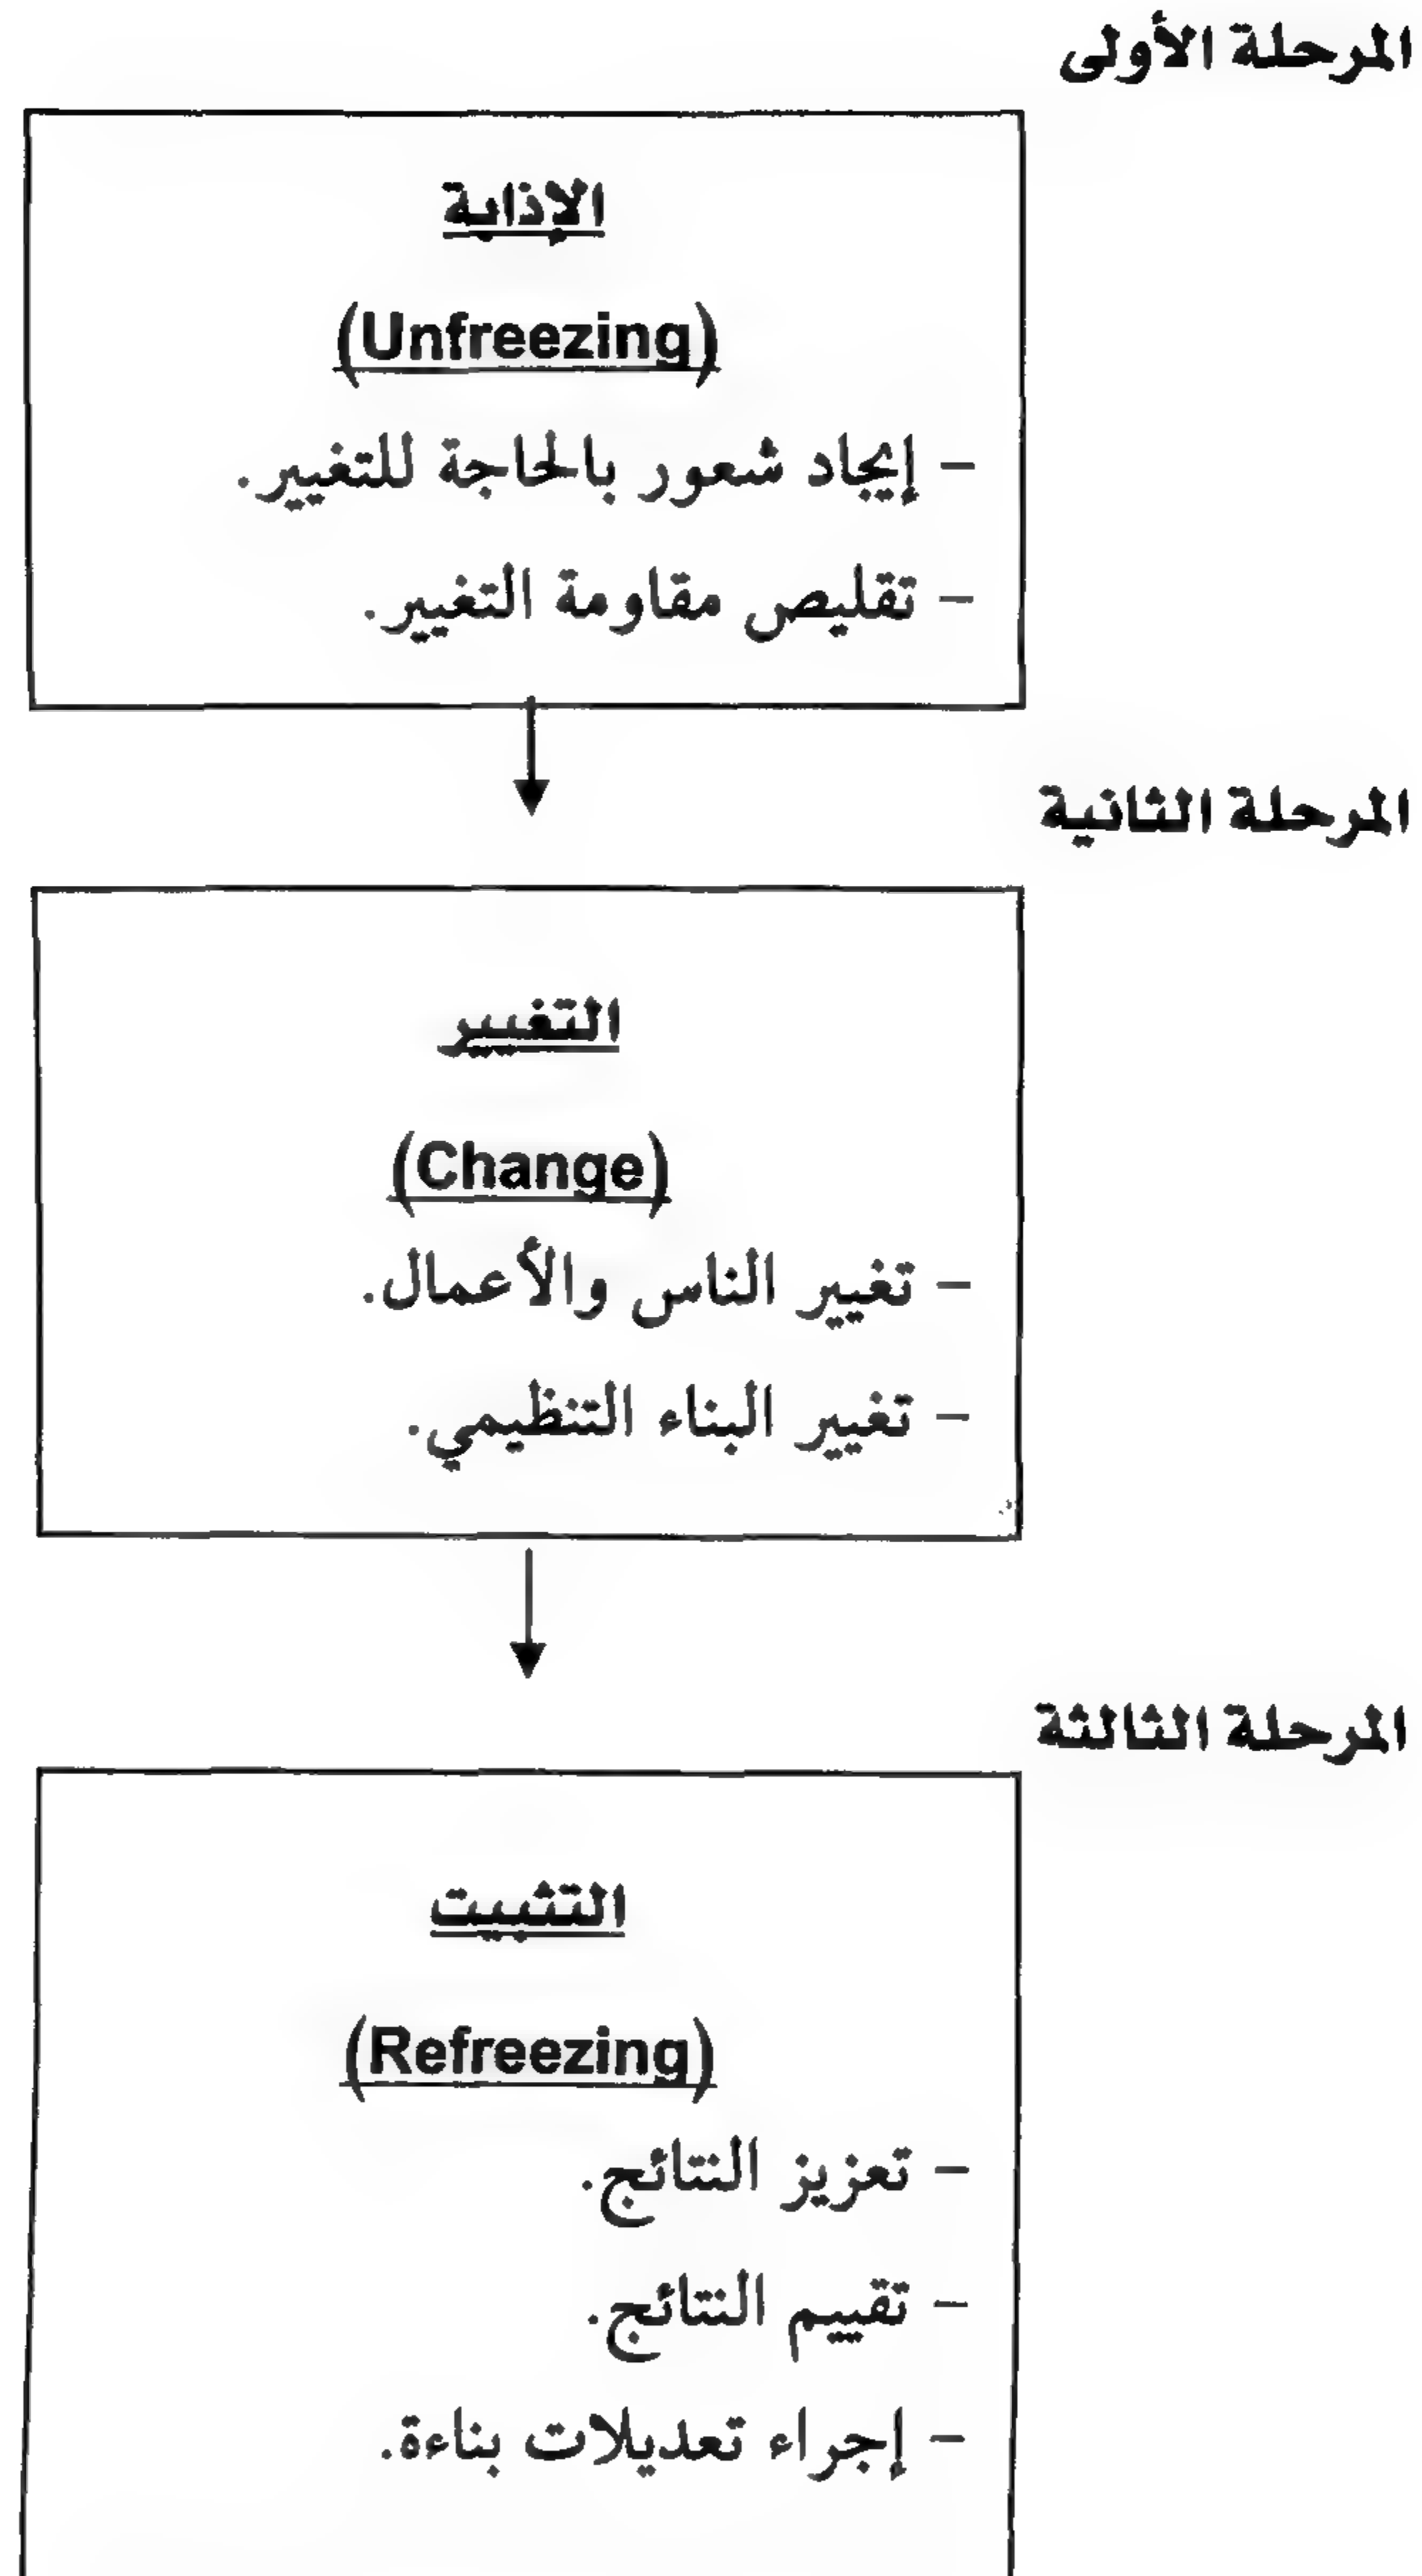 المرحلة الأولى
الإذابة
(Unfreezing)
- إيجاد شعور بالحاجة للتغيير.
- تقليص مقاومة التغيير.
المرحلة الثانية
التغيير
(Change)
- تغيير الناس والأعمال.
- تغيير البناء التنظيمي.
المرحلة الثالثة
التثبيت
(Refreezing)
- تعزيز النتائج.
- تقييم النتائج.
- إجراء تعديلات بناءة.